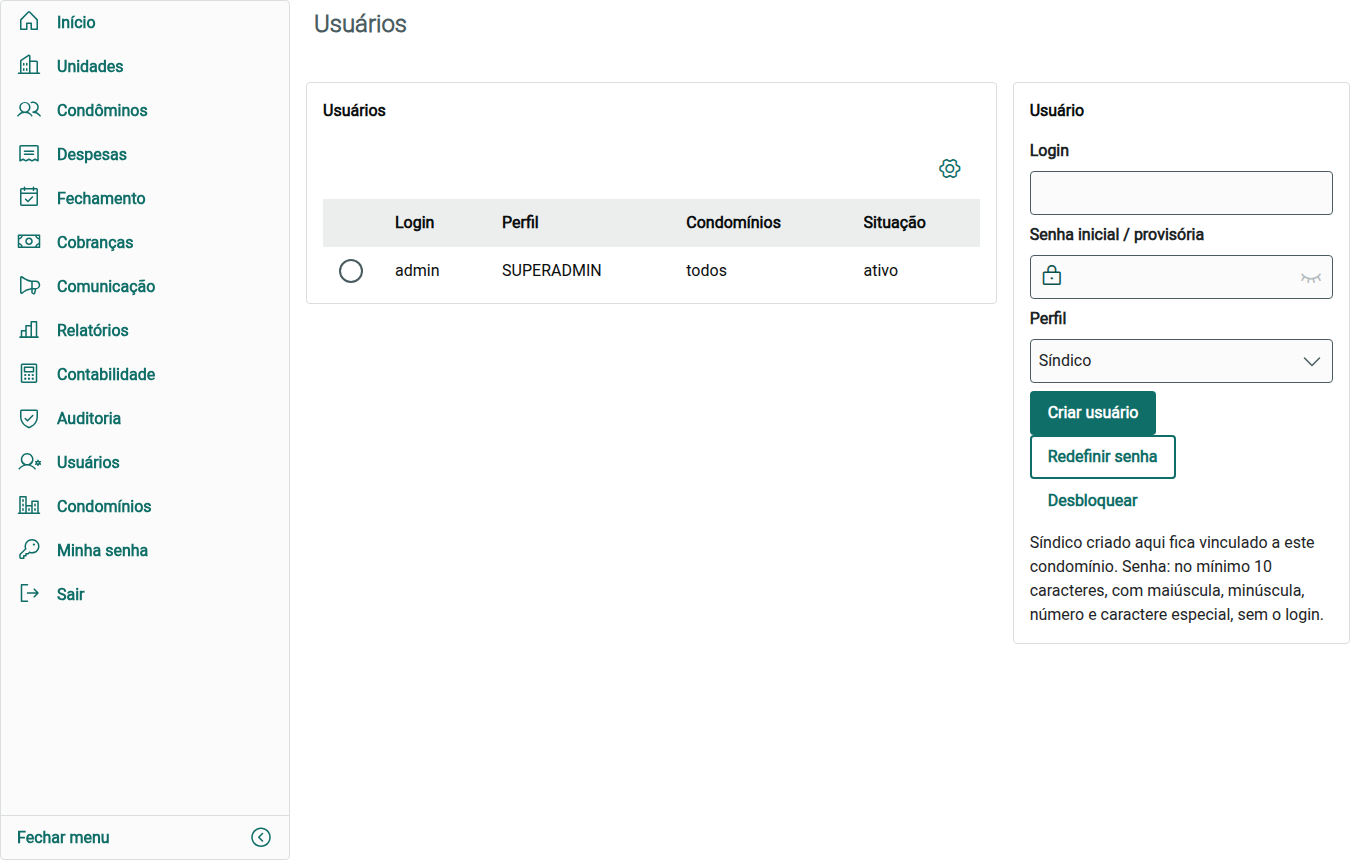 Início
Unidades
Condôminos
Despesas
Fechamento
Cobranças
Comunicação
Relatórios
Contabilidade
Auditoria
Usuários
Condomínios
Minha senha
Sair
Fechar menu
Usuários
Usuários
Login Perfil Condomínios Situação
admin SUPERADMIN todos ativo
Usuário
Login
Senha inicial / provisória
Perfil
Síndico
Criar usuário
Redefinir senha
Desbloquear
Síndico criado aqui fica vinculado a este
condomínio. Senha: no mínimo 10
caracteres, com maiúscula, minúscula,
número e caractere especial, sem o login.